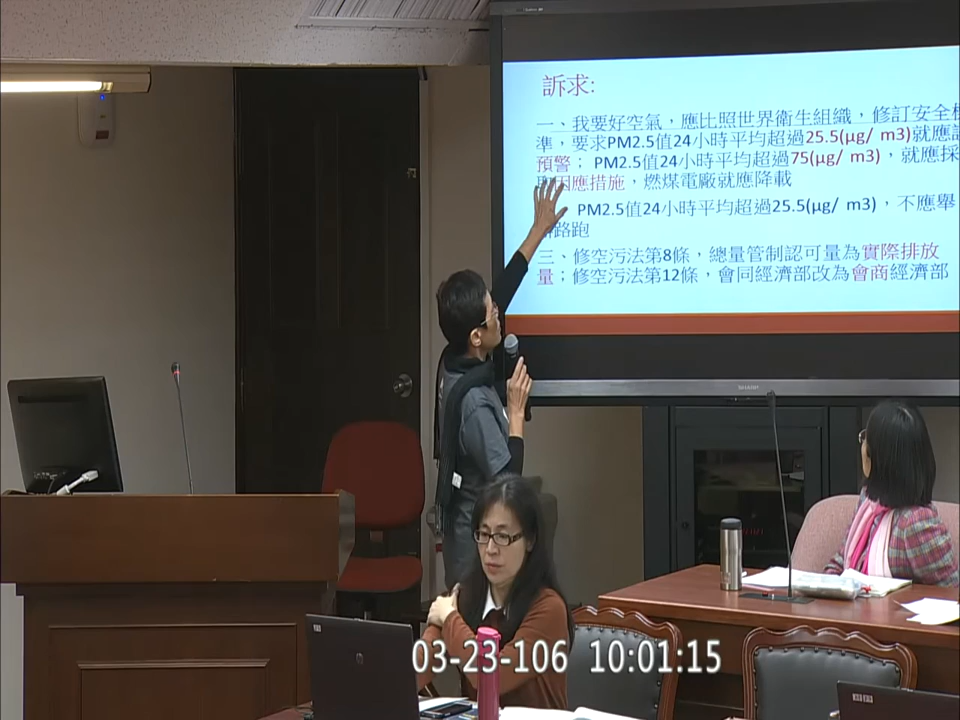 訴求:
一、我要好空氣，應比照世界衛生組織，修訂安全
準，要求PM2.5值24小時平均超過25.5(μg/ m3)就應
預警； PM2.5值24小時平均超過75(μg/ m3)，就應採
因應措施，燃煤電廠就應降載
PM2.5值24小時平均超過25.5(μg/ m3)，不應舉
路跑
三、修空污法第8條，總量管制認可量為實際排放
量；修空污法第12條，會同經濟部改為會商經濟部
SHARP
03-23-106 10:01:15